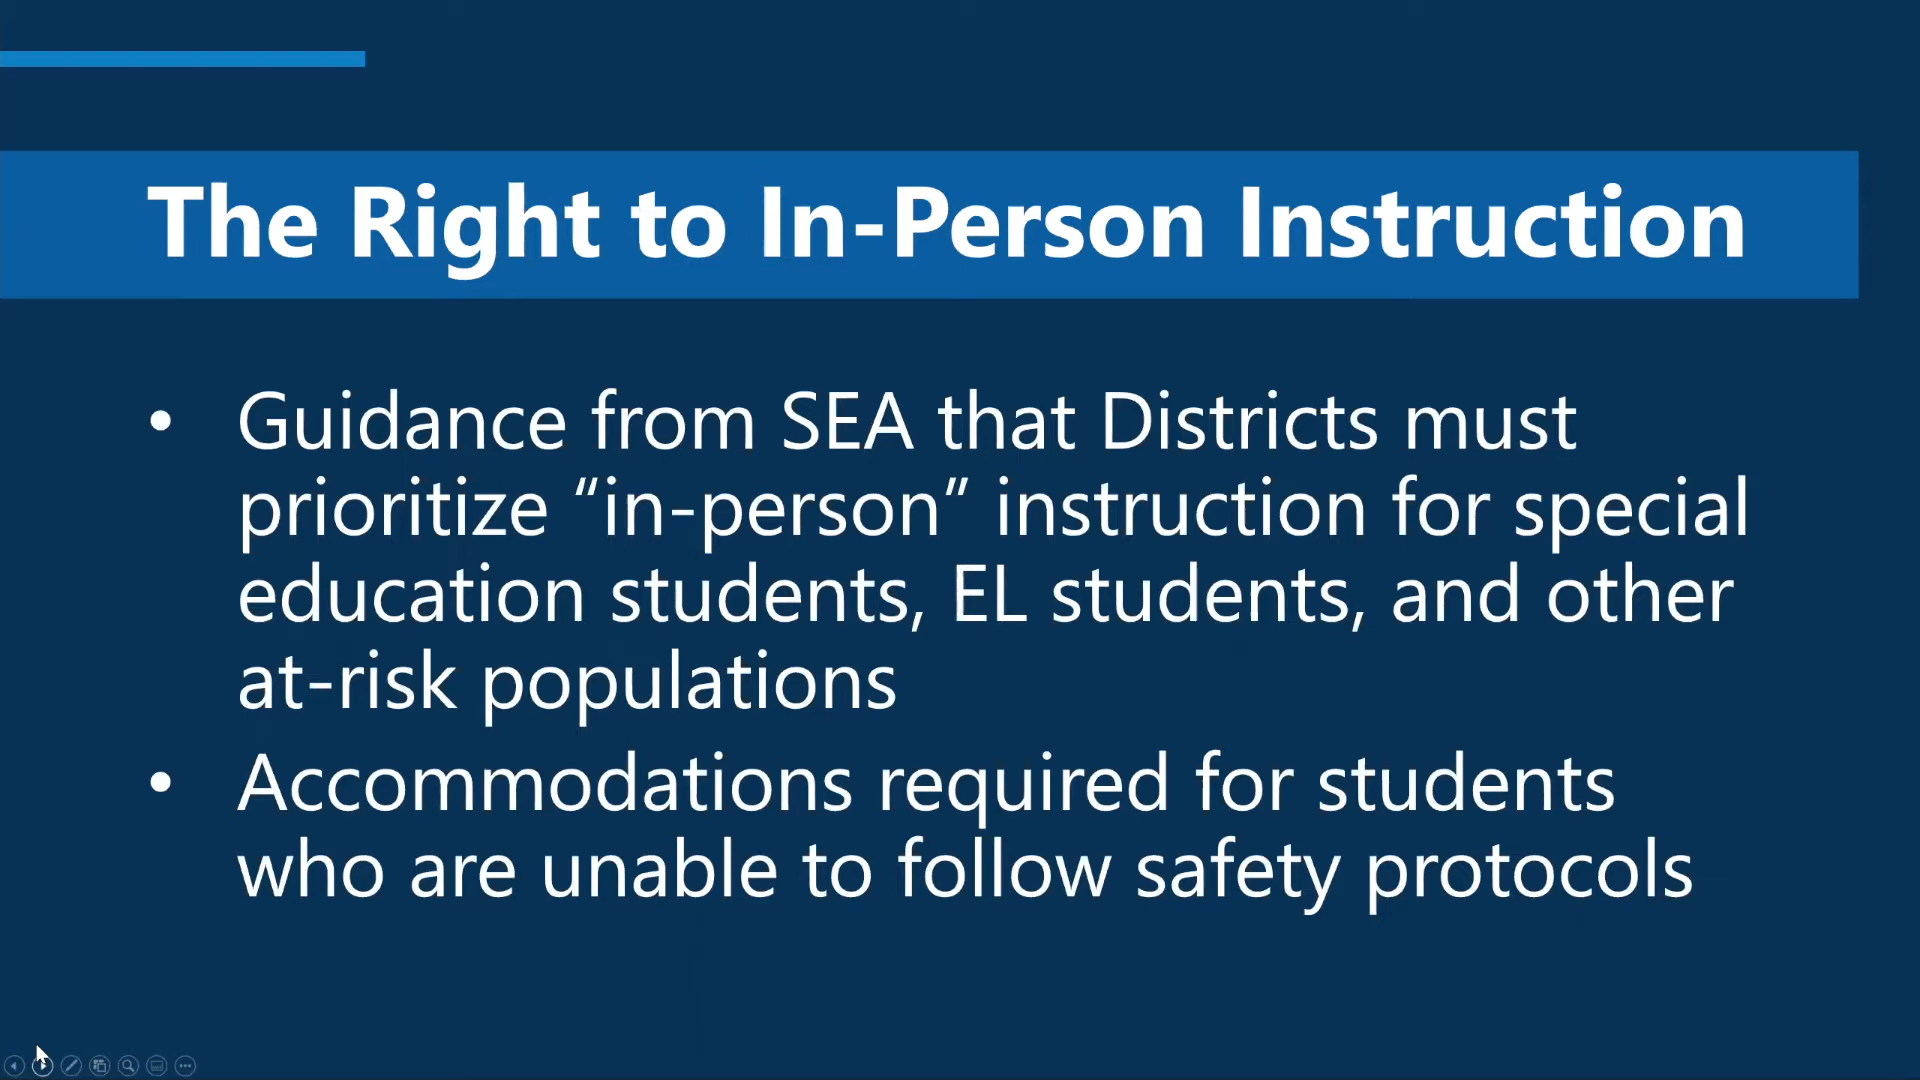 The Right to In-Person Instruction
• Guidance from SEA that Districts must
prioritize “in-person” instruction for special
education students, EL students, and other
at-risk populations
• Accommodations required for students
who are unable to follow safety protocols